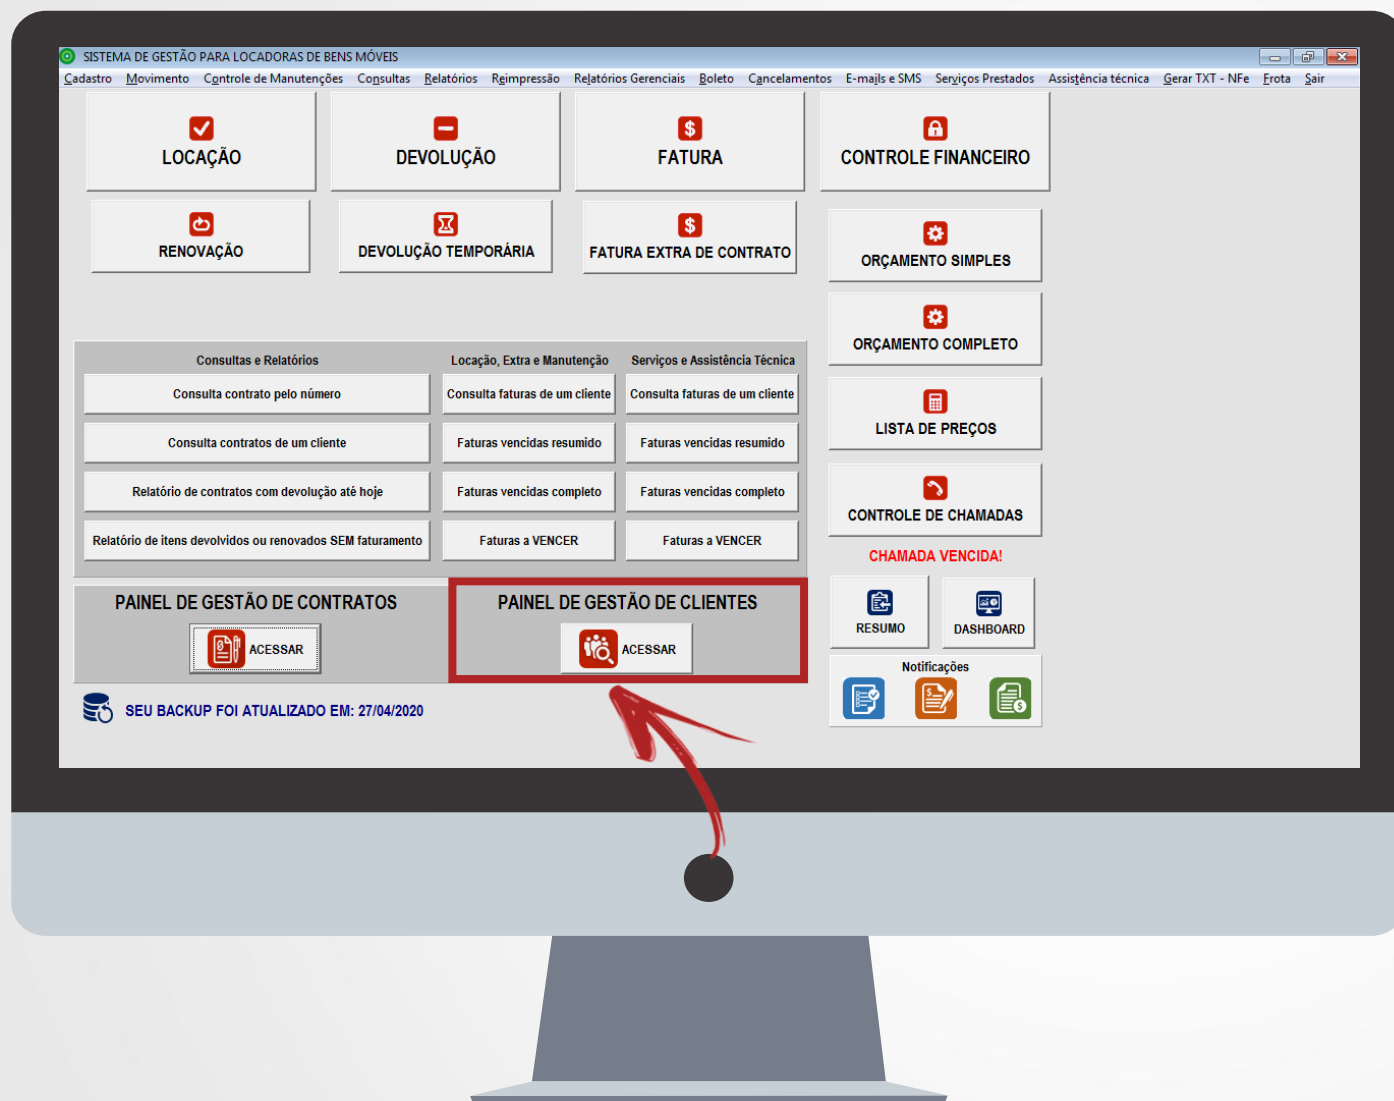 SISTEMA DE GESTÃO PARA LOCADORAS DE BENS MÓVEIS
Cadastro Movimento Controle de Manutenções Consultas Relatórios Reimpressão Relatórios Gerenciais Boleto Cancelamentos E-mails e SMS Serviços Prestados Assistência técnica Gerar TXT - NFe Frota Sair
LOCAÇÃO DEVOLUÇÃO FATURA CONTROLE FINANCEIRO
RENOVAÇÃO DEVOLUÇÃO TEMPORÁRIA FATURA EXTRA DE CONTRATO
ORÇAMENTO SIMPLES
ORÇAMENTO COMPLETO
LISTA DE PREÇOS
CONTROLE DE CHAMADAS
CHAMADA VENCIDA!
Consultas e Relatórios Locação, Extra e Manutenção Serviços e Assistência Técnica
Consulta contrato pelo número Consulta faturas de um cliente Consulta faturas de um cliente
Consulta contratos de um cliente Faturas vencidas resumido Faturas vencidas resumido
Relatório de contratos com devolução até hoje Faturas vencidas completo Faturas vencidas completo
Relatório de itens devolvidos ou renovados SEM faturamento Faturas a VENCER Faturas a VENCER
PAINEL DE GESTÃO DE CONTRATOS PAINEL DE GESTÃO DE CLIENTES
ACESSAR ACESSAR
RESUMO DASHBOARD
Notificações
SEU BACKUP FOI ATUALIZADO EM: 27/04/2020